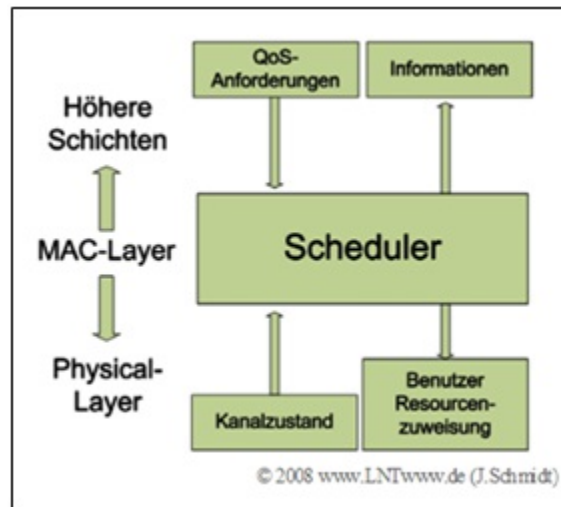 QoS-
Anforderungen
Informationen
Höhere
Schichten
MAC-Layer
Scheduler
Physical-
Layer
Kanalzustand
Benutzer
Resourcen-
zuweisung
© 2008 www.LNTwww.de (J.Schmidt)